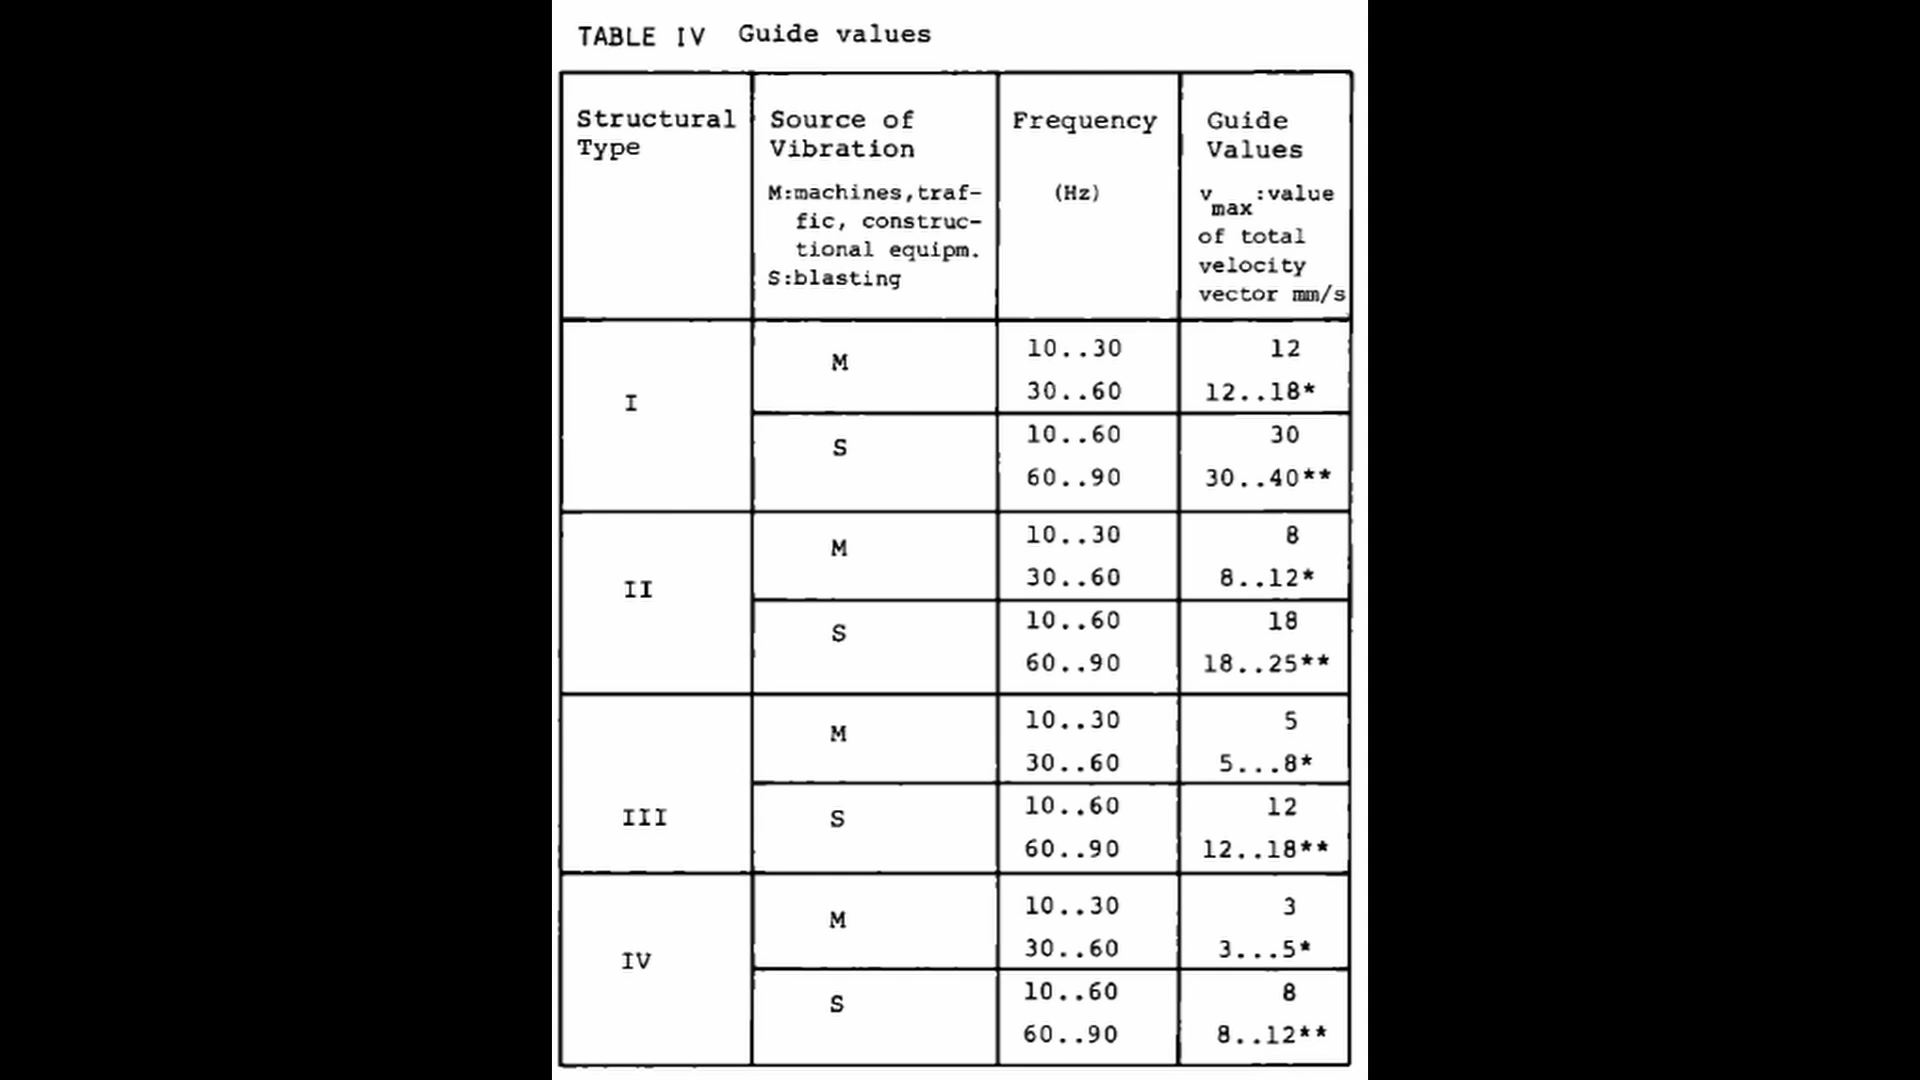 TABLE IV Guide values
Structural Type
Source of Vibration
M:machines,traf-
fic, construc-
tional equipm.
S:blasting
Frequency
(Hz)
Guide Values
vmax:value
of total
velocity
vector mm/s
I
M
10..30 12
30..60 12..18*
S
10..60 30
60..90 30..40**
II
M
10..30 8
30..60 8..12*
S
10..60 18
60..90 18..25**
III
M
10..30 5
30..60 5...8*
S
10..60 12
60..90 12..18**
IV
M
10..30 3
30..60 3...5*
S
10..60 8
60..90 8..12**